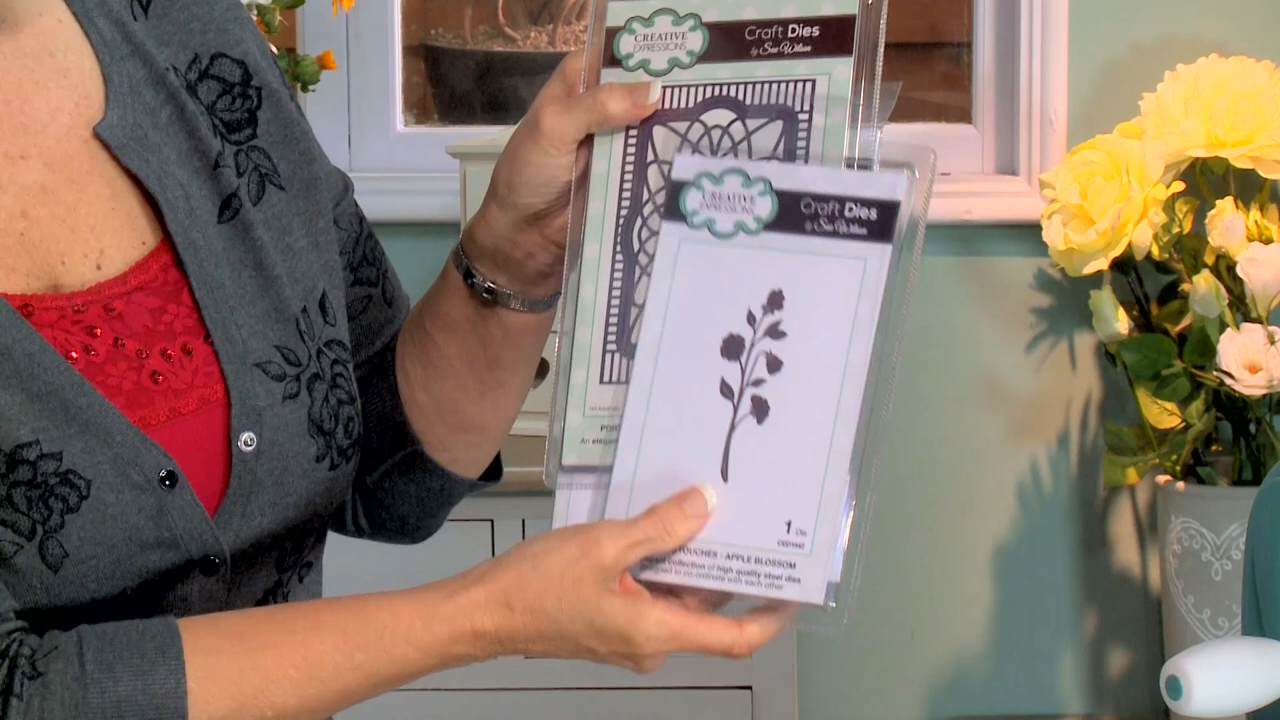 CREATIVE
EXPRESSIONS
Craft Dies
by Sue Wilson
An elegan
CREATIVE
EXPRESSIONS
Craft Dies
by Sue Wilson
1 Die
TOUCHES - APPLE BLOSSOM
collection of high quality steel dies
to co-ordinate with each other